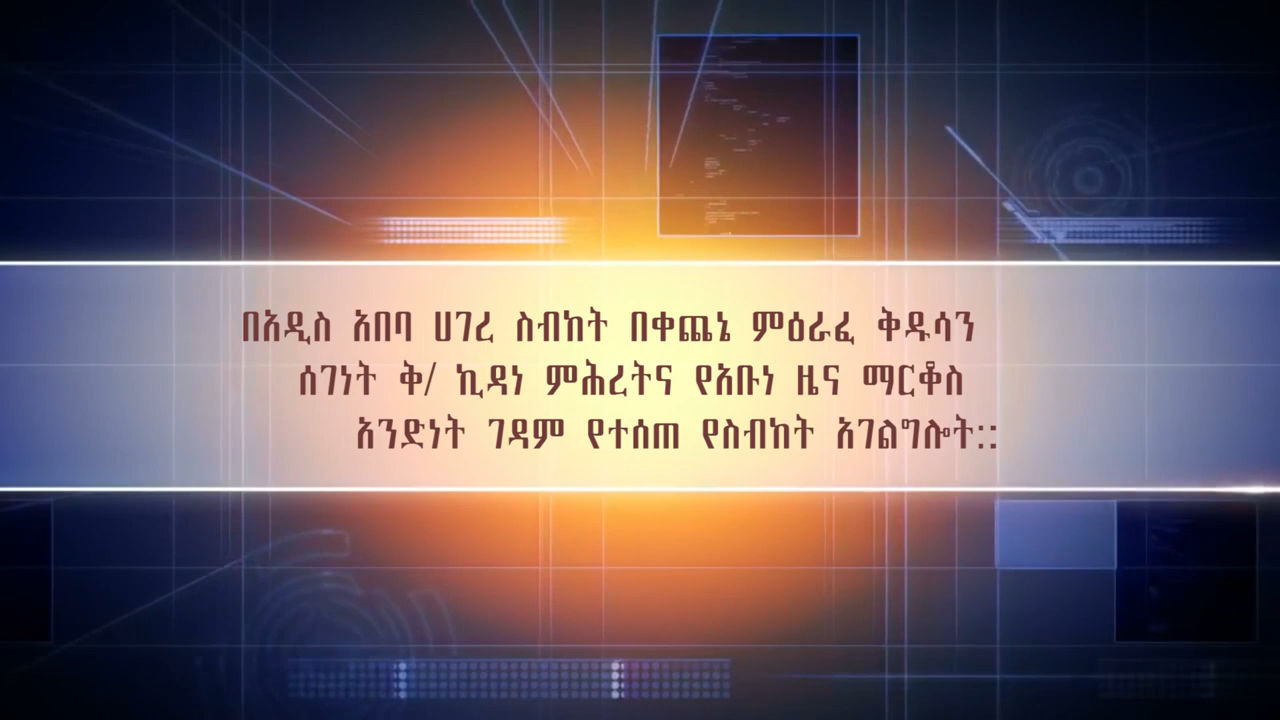 በአዲስ አበባ ሀገረ ስብከት በቀጨኔ ምዕራፈ ቅዱሳን
ሰገነት ቅ/ ኪዳነ ምሕረትና የአቡነ ዜና ማርቆስ
አንድነት ገዳም የተሰጠ የስብከት አገልግሎት::